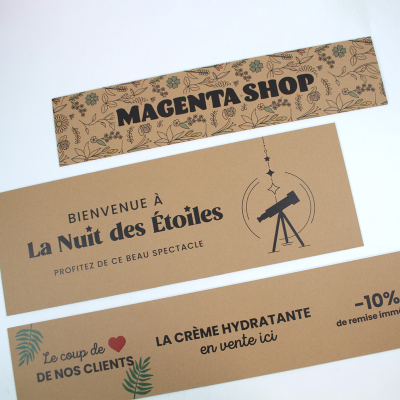 MAGENTA SHOP
BIENVENUE À
La Nuit des Étoiles
PROFITEZ DE CE BEAU SPECTACLE
Le coup de
DE NOS CLIENTS
LA CRÈME HYDRATANTE
en vente ici
-10%
de remise